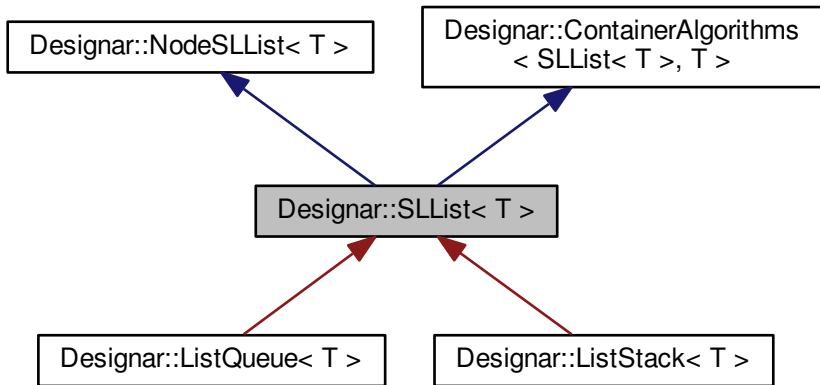 Designar::NodeSLList< T >
Designar::ContainerAlgorithms
< SLList< T >, T >
Designar::SLList< T >
Designar::ListQueue< T >
Designar::ListStack< T >